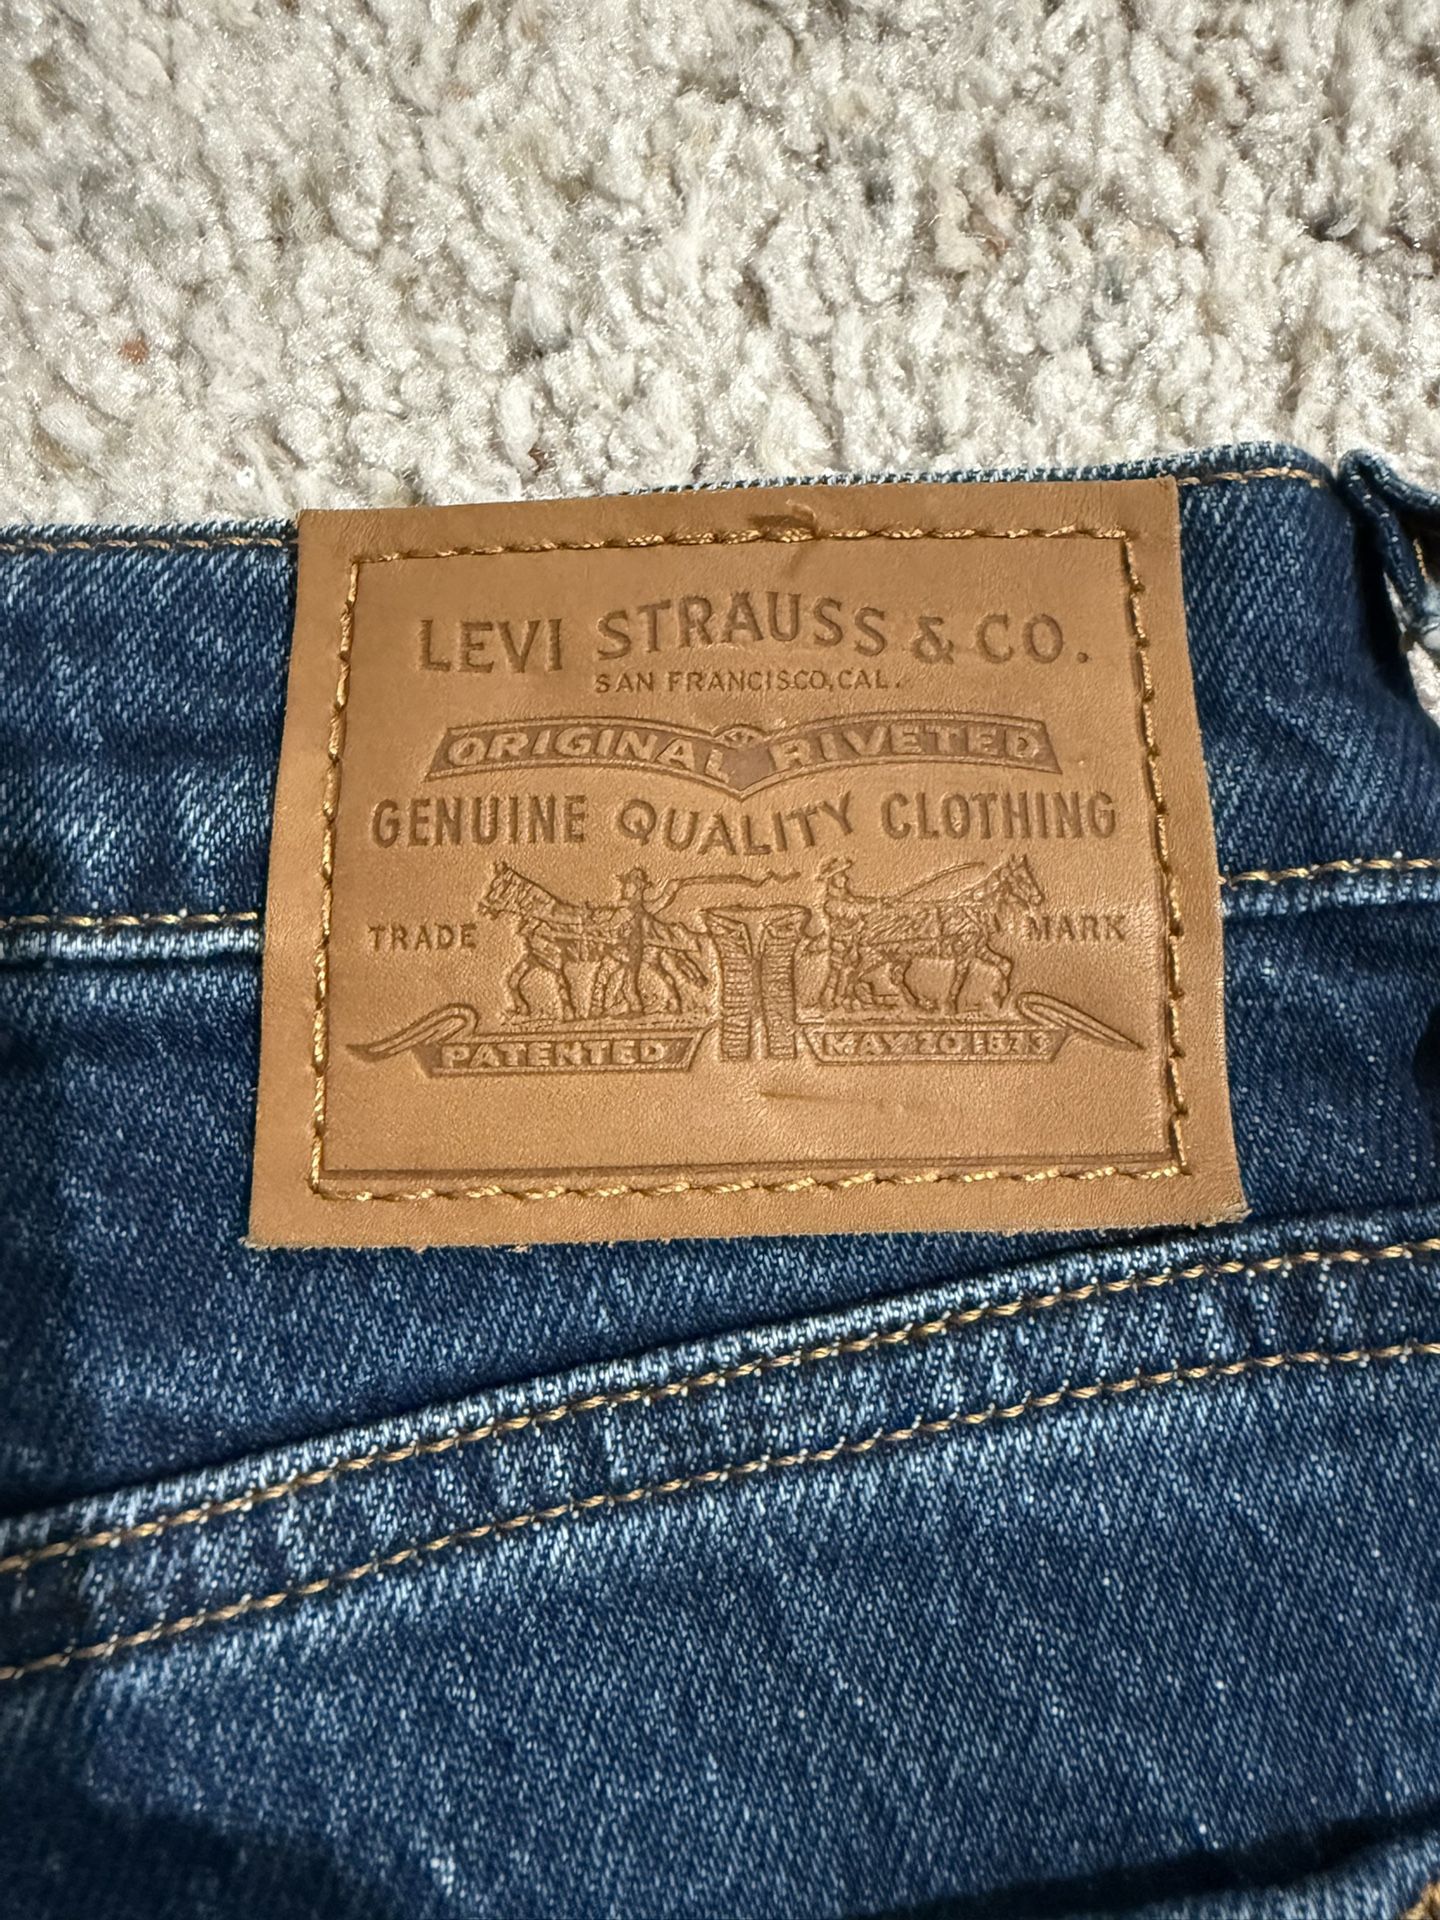 LEVI STRAUSS & CO.
SAN FRANCISCO, CAL.
ORIGINAL RIVETED
GENUINE QUALITY CLOTHING
TRADE MARK
PATENTED MAY 20 1873